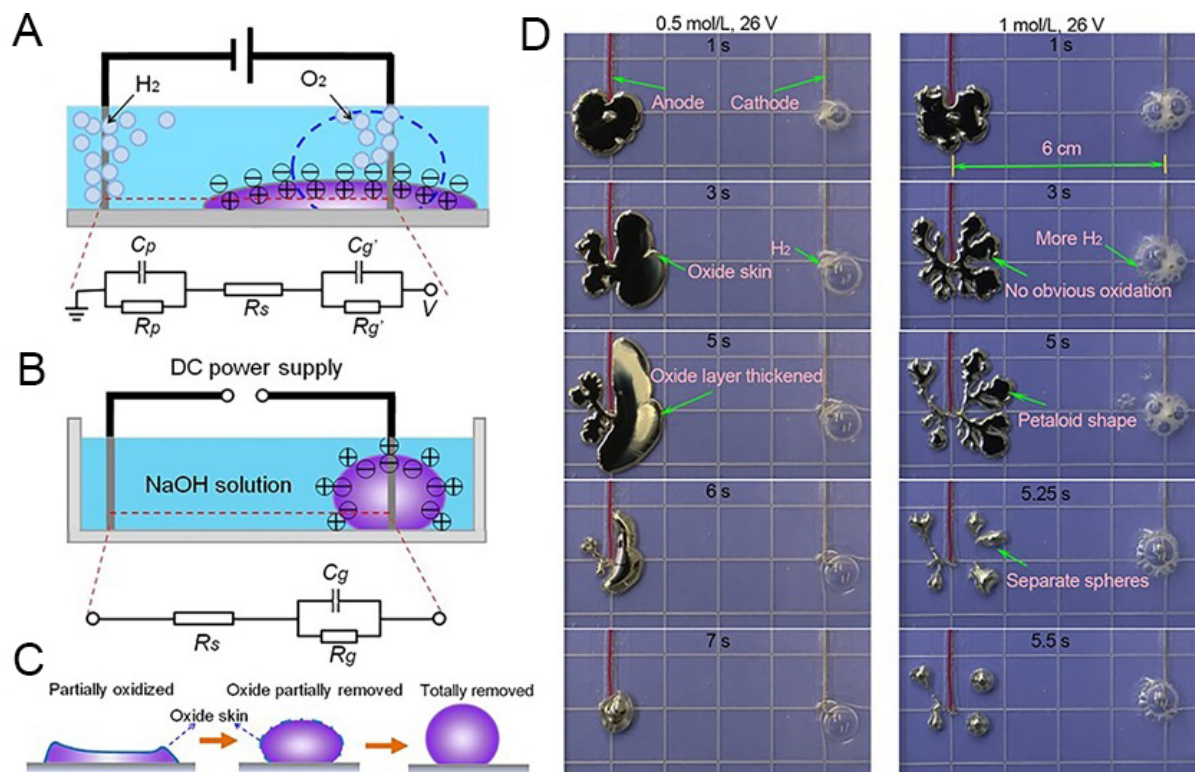 A
H2
O2
Cp
Cg'
Rp
Rs
Rg'
V
B
DC power supply
NaOH solution
Cg
Rs
Rg
C
Partially oxidized
Oxide partially removed
Totally removed
Oxide skin
D
0.5 mol/L, 26 V
1 s
Anode
Cathode
3 s
H2
Oxide skin
5 s
Oxide layer thickened
6 s
7 s
1 mol/L, 26 V
1 s
6 cm
3 s
More H2
No obvious oxidation
5 s
Petaloid shape
5.25 s
Separate spheres
5.5 s